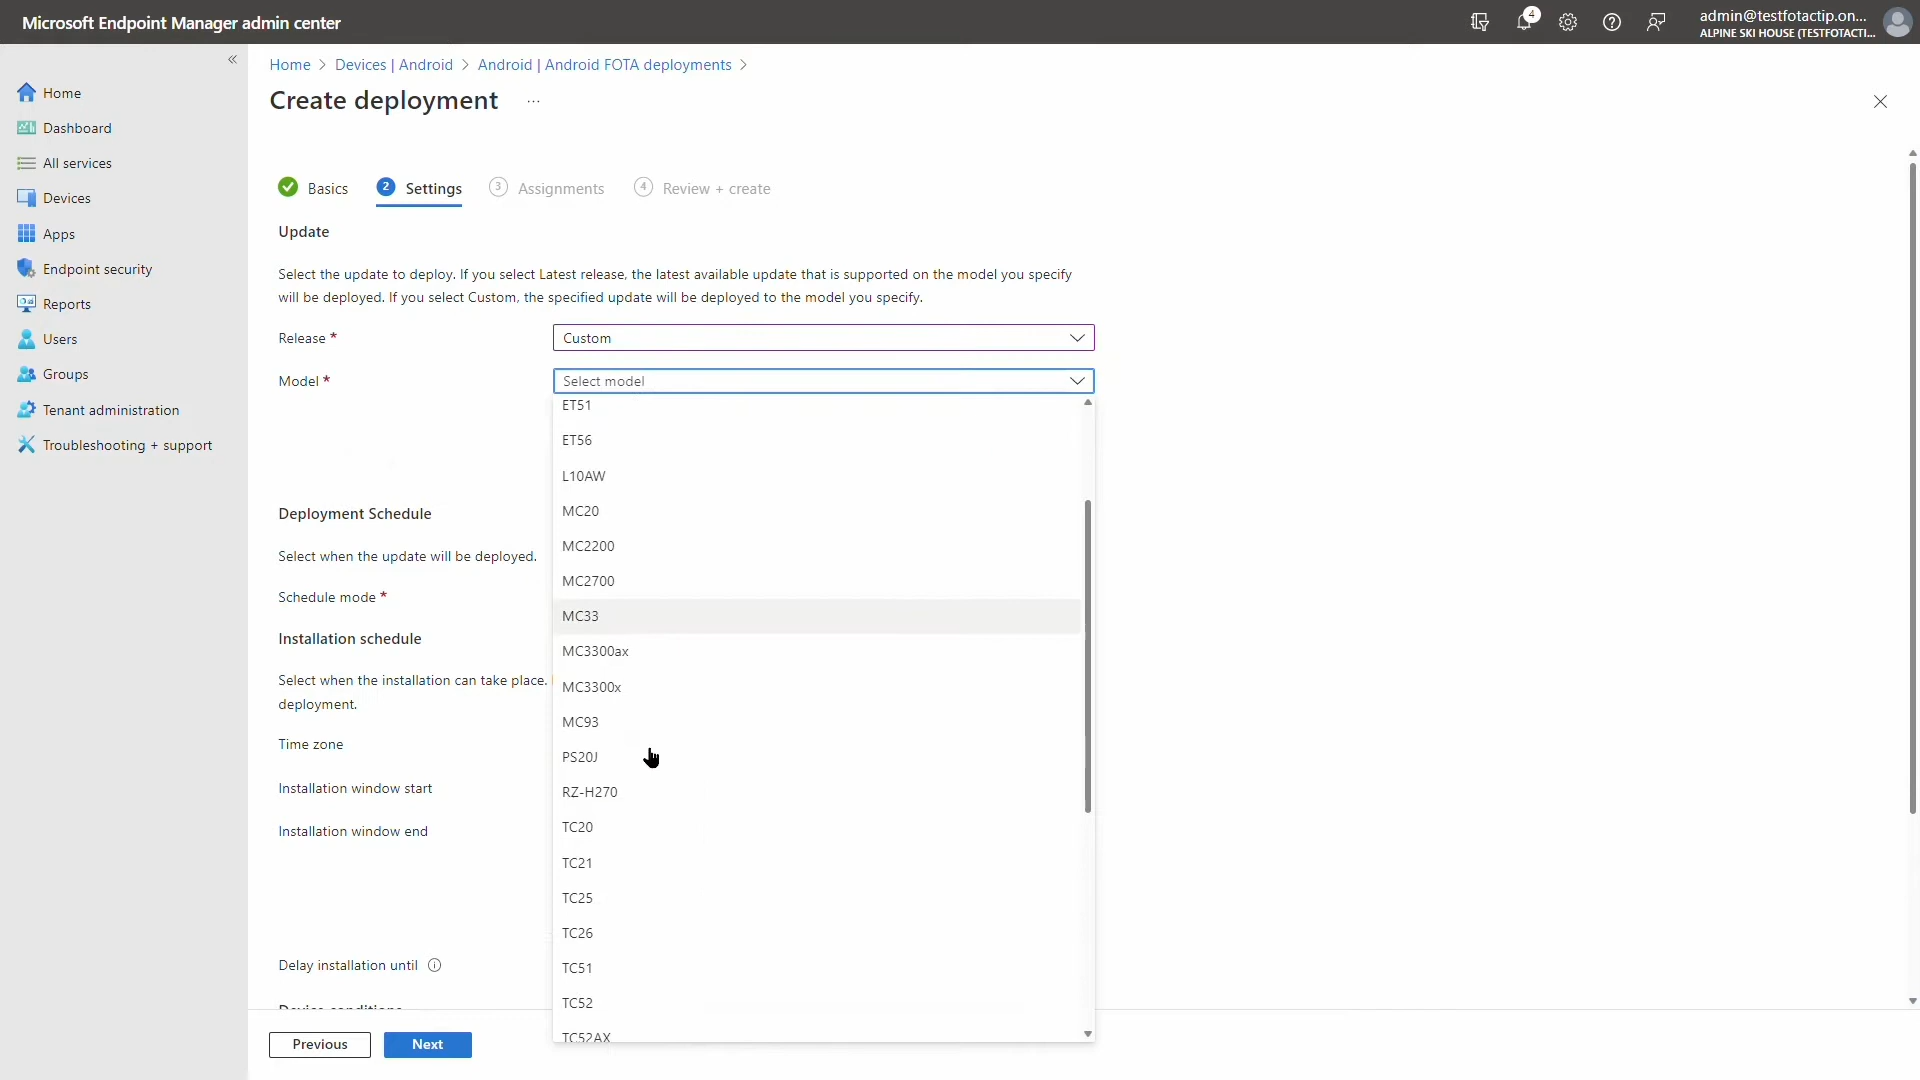 Microsoft Endpoint Manager admin center
4
admin@testfotactip.on...
ALPINE SKI HOUSE (TESTFOTACTI...
Home
Dashboard
All services
Devices
Apps
Endpoint security
Reports
Users
Groups
Tenant administration
Troubleshooting + support
Home > Devices | Android > Android | Android FOTA deployments >
Create deployment ...
Basics
2 Settings
3 Assignments
4 Review + create
Update
Select the update to deploy. If you select Latest release, the latest available update that is supported on the model you specify
will be deployed. If you select Custom, the specified update will be deployed to the model you specify.
Release *
Custom
Model *
Select model
ET51
ET56
L10AW
MC20
MC2200
MC2700
MC33
MC3300ax
MC3300x
MC93
PS20J
RZ-H270
TC20
TC21
TC25
TC26
TC51
TC52
TC52AX
Deployment Schedule
Select when the update will be deployed.
Schedule mode *
Installation schedule
Select when the installation can take place.
deployment.
Time zone
Installation window start
Installation window end
Delay installation until
Device conditions
Previous
Next